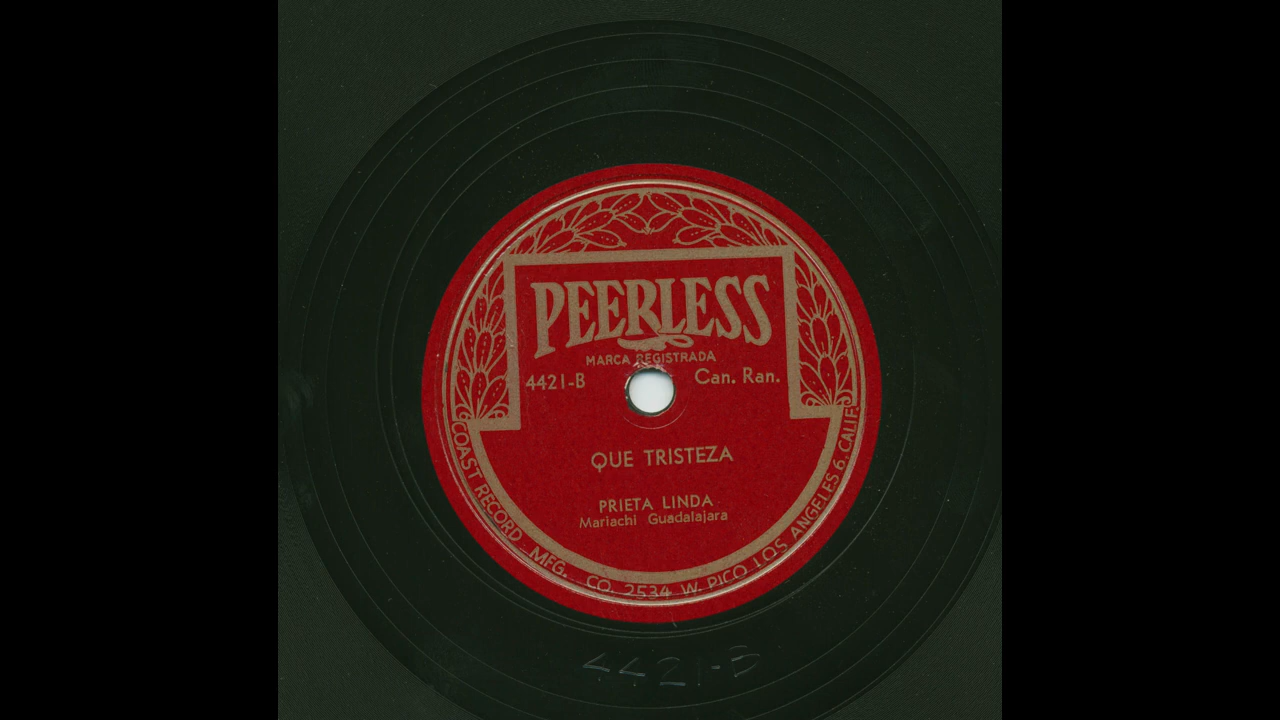 PEERLESS
MARCA REGISTRADA
4421-B
Can. Ran.
QUE TRISTEZA
PRIETA LINDA
Mariachi Guadalajara
COAST RECORD MFG. CO. 2534 W. PICO LOS ANGELES 6, CALIF.
4421-B